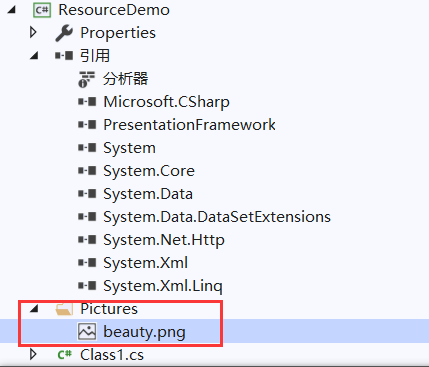 ResourceDemo
Properties
引用
分析器
Microsoft.CSharp
PresentationFramework
System
System.Core
System.Data
System.Data.DataSetExtensions
System.Net.Http
System.Xml
System.Xml.Linq
Pictures
beauty.png
C# Class1.cs